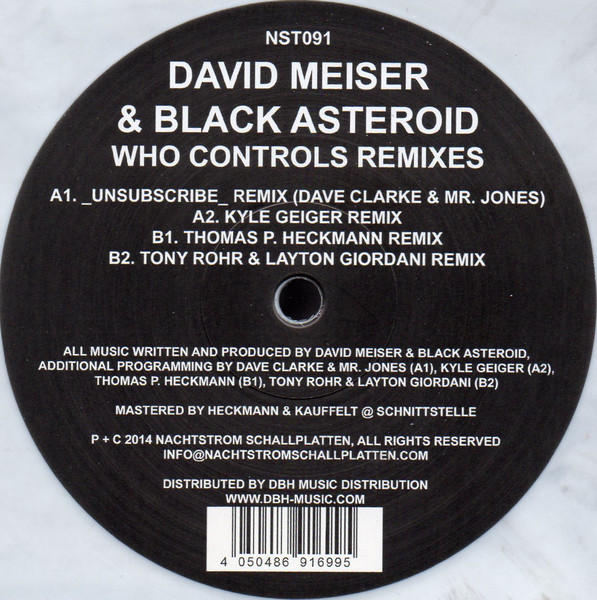 NST091
DAVID MEISER
& BLACK ASTEROID
WHO CONTROLS REMIXES
A1. _UNSUBSCRIBE_ REMIX (DAVE CLARKE & MR. JONES)
A2. KYLE GEIGER REMIX
B1. THOMAS P. HECKMANN REMIX
B2. TONY ROHR & LAYTON GIORDANI REMIX
ALL MUSIC WRITTEN AND PRODUCED BY DAVID MEISER & BLACK ASTEROID,
ADDITIONAL PROGRAMMING BY DAVE CLARKE & MR. JONES (A1), KYLE GEIGER (A2),
THOMAS P. HECKMANN (B1), TONY ROHR & LAYTON GIORDANI (B2)
MASTERED BY HECKMANN & KAUFFELT @ SCHNITTSTELLE
P + C 2014 NACHTSTROM SCHALLPLATTEN, ALL RIGHTS RESERVED
INFO@NACHTSTROMSCHALLPLATTEN.COM
DISTRIBUTED BY DBH MUSIC DISTRIBUTION
WWW.DBH-MUSIC.COM
4 050486 916995